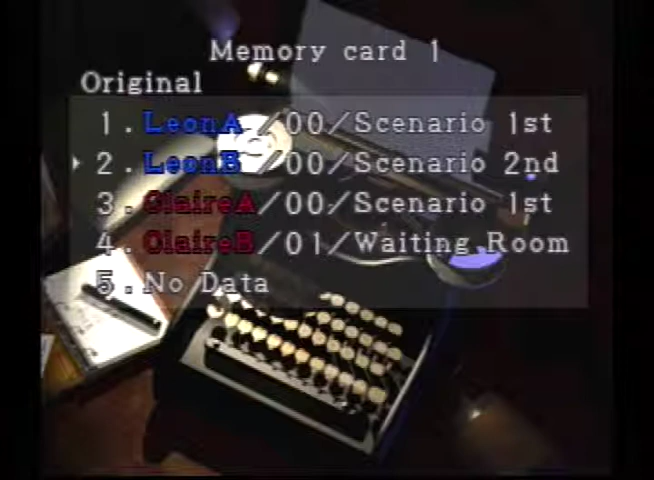 Memory card 1
Original
1.LeonA /00/Scenario 1st
2.LeonB /00/Scenario 2nd
3.ClaireA/00/Scenario 1st
4.ClaireB/01/Waiting Room
5.No Data